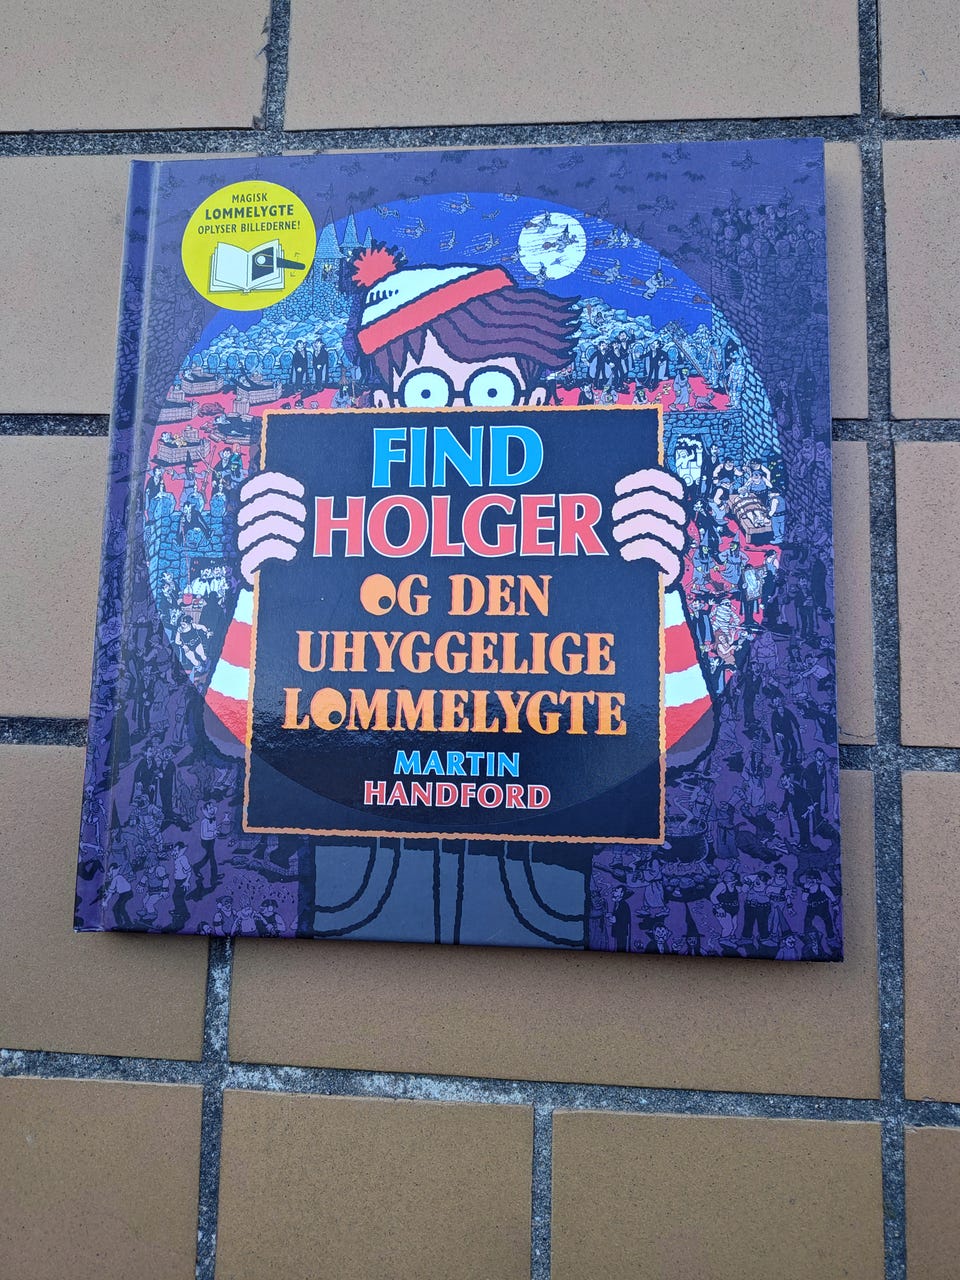 MAGISK
LOMMELYGTE
OPLYSER BILLEDERNE!
FIND
HOLGER
OG DEN
UHYGGELIGE
LOMMELYGTE
MARTIN
HANDFORD